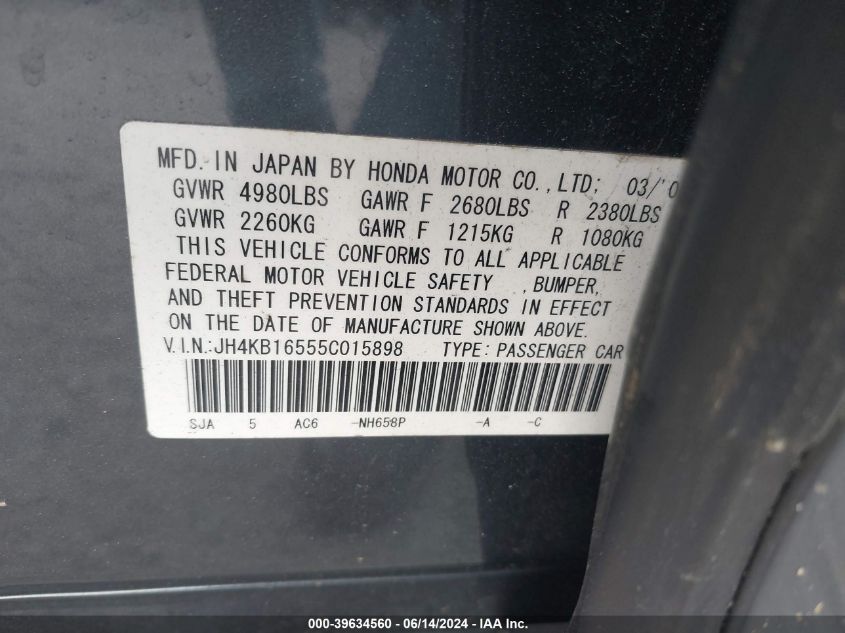 MFD. IN JAPAN BY HONDA MOTOR CO., LTD; 03/'0
GVWR 4980LBS GAWR F 2680LBS R 2380LBS
GVWR 2260KG GAWR F 1215KG R 1080KG
THIS VEHICLE CONFORMS TO ALL APPLICABLE
FEDERAL MOTOR VEHICLE SAFETY , BUMPER,
AND THEFT PREVENTION STANDARDS IN EFFECT
ON THE DATE OF MANUFACTURE SHOWN ABOVE.
V.I.N.:JH4KB16555C015898 TYPE: PASSENGER CAR
SJA 5 AC6 -NH658P -A -C
000-39634560 - 06/14/2024 - IAA Inc.